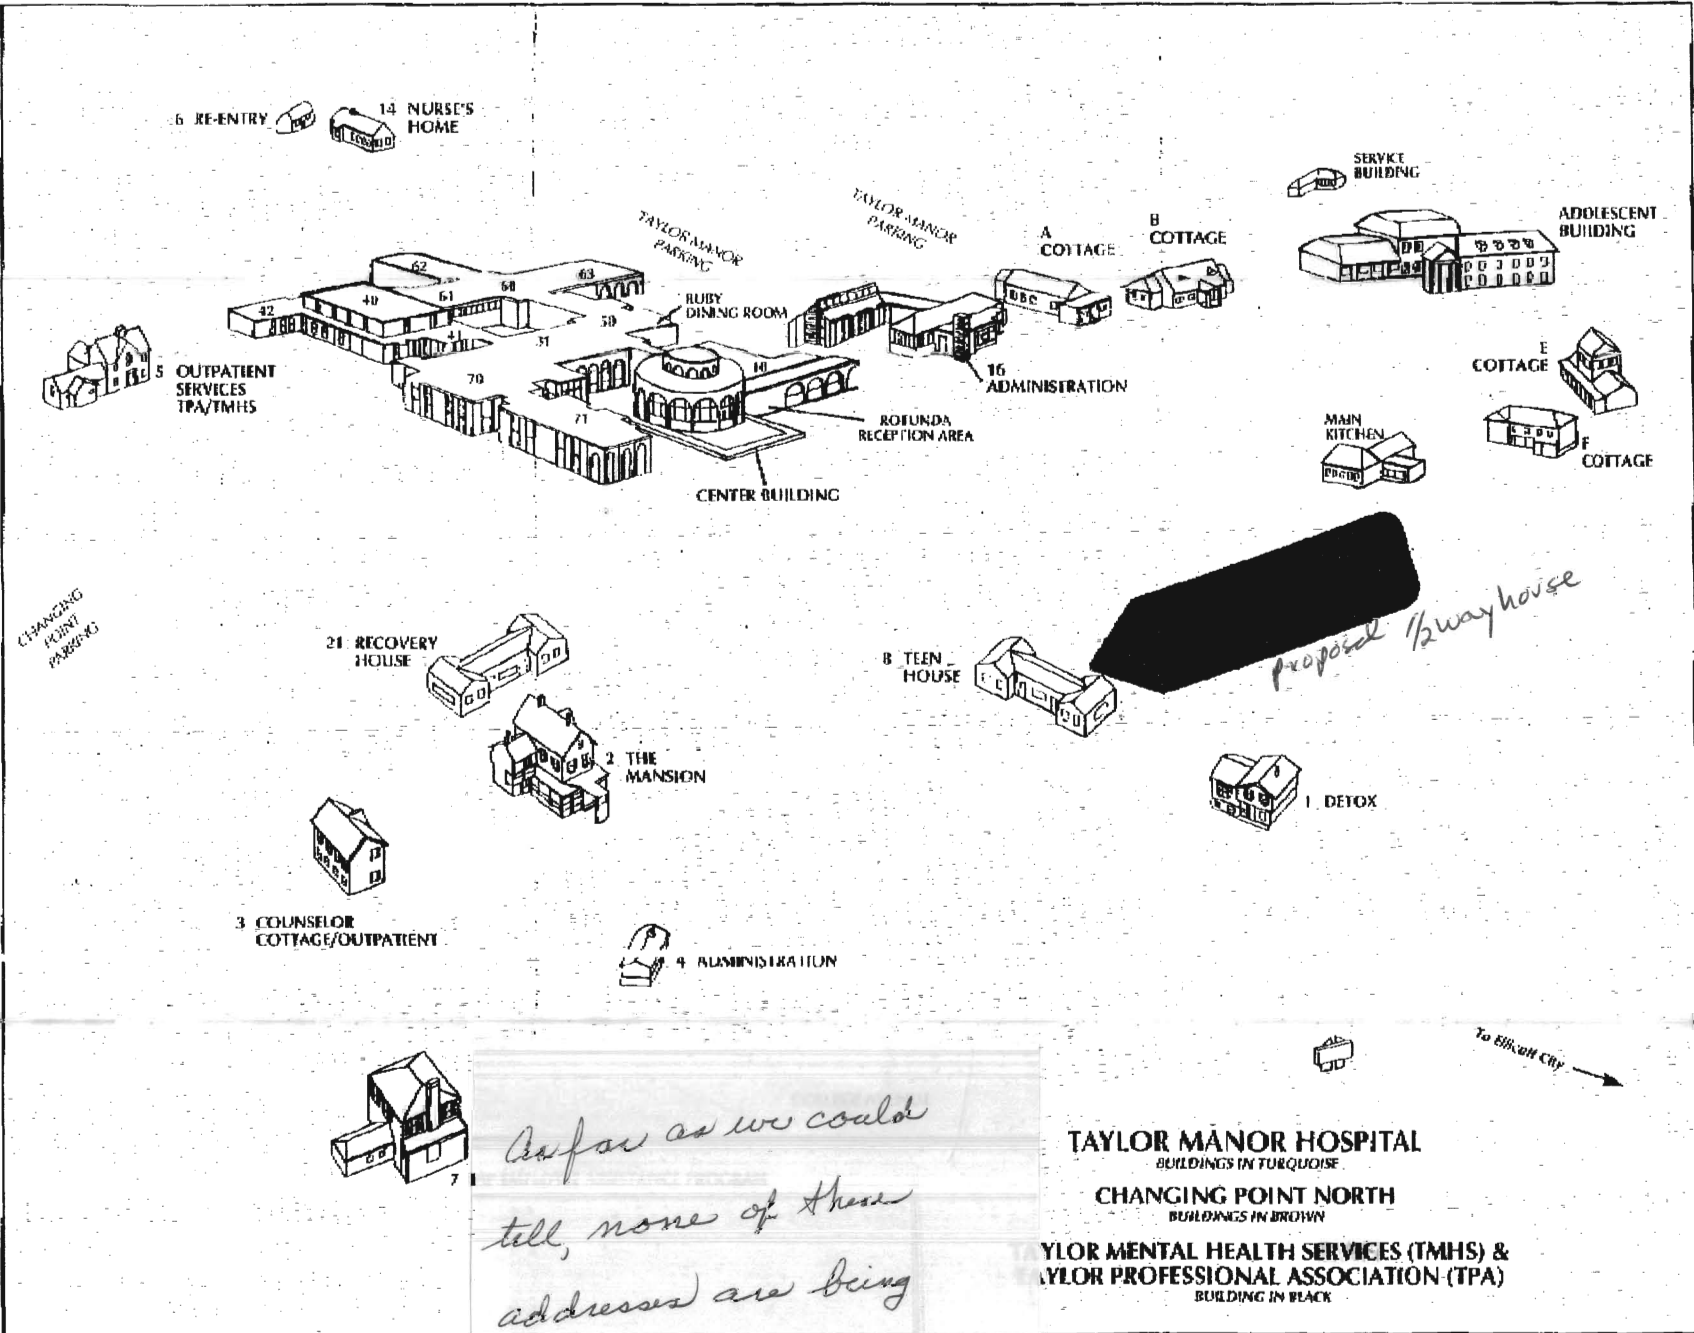 6 RE-ENTRY
14 NURSE'S
HOME
SERVICE
BUILDING
ADOLESCENT
BUILDING
TAYLOR MANOR
PARKING
TAYLOR MANOR
PARKING
A
COTTAGE
B
COTTAGE
62
63
60
61
40
42
41
50
31
70
71
10
RUBY
DINING ROOM
16
ADMINISTRATION
ROTUNDA
RECEPTION AREA
CENTER BUILDING
5 OUTPATIENT
SERVICES
TPA/TMHS
E
COTTAGE
F
COTTAGE
MAIN
KITCHEN
CHANGING
POINT
PARKING
21 RECOVERY
HOUSE
8 TEEN
HOUSE
proposed 1/2 way house
2 THE
MANSION
1 DETOX
3 COUNSELOR
COTTAGE/OUTPATIENT
4 ADMINISTRATION
7
To Ellicott City
As far as we could
tell, none of these
addresses are being
TAYLOR MANOR HOSPITAL
BUILDINGS IN TURQUOISE
CHANGING POINT NORTH
BUILDINGS IN BROWN
YLOR MENTAL HEALTH SERVICES (TMHS) &
AYLOR PROFESSIONAL ASSOCIATION (TPA)
BUILDING IN BLACK